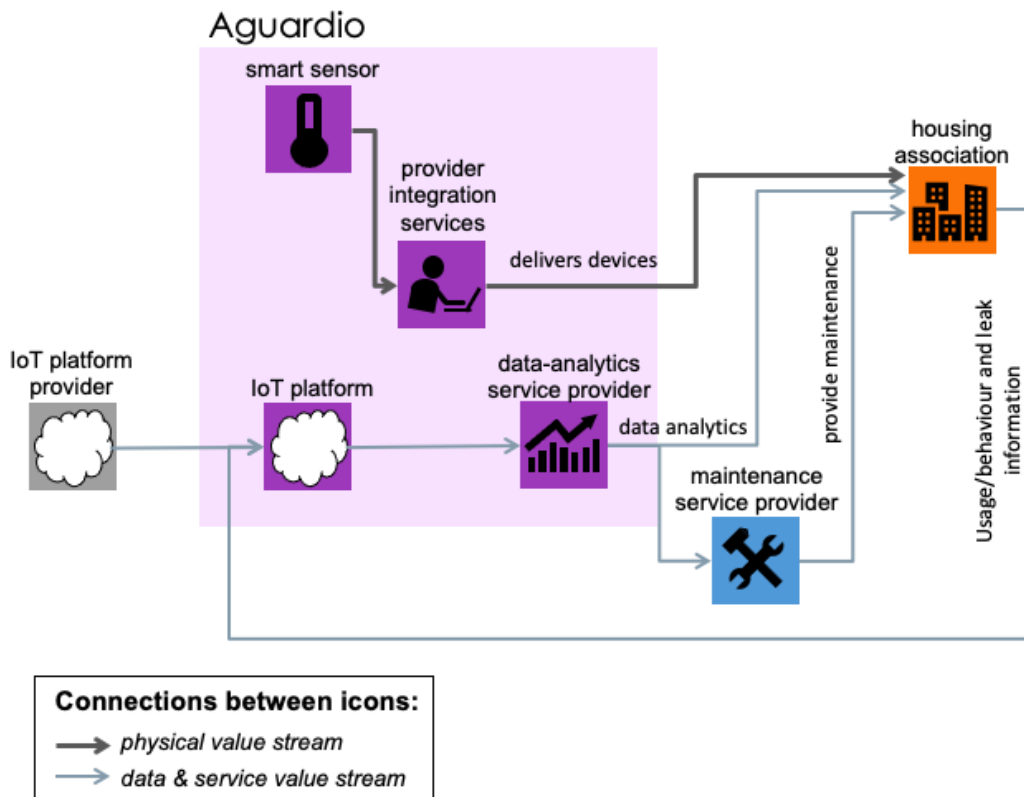 Aguardio
smart sensor
provider
integration
services
delivers devices
housing
association
provide maintenance
Usage/behaviour and leak
information
IoT platform
provider
IoT platform
data-analytics
service provider
data analytics
maintenance
service provider
Connections between icons:
physical value stream
data & service value stream